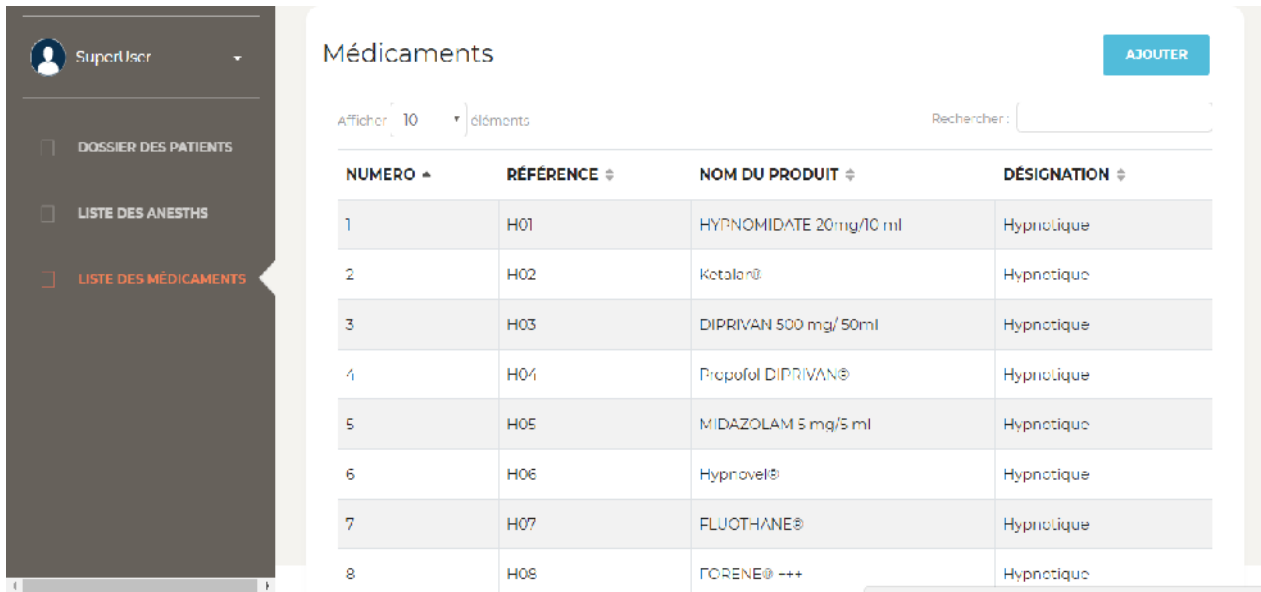 SuperUser
DOSSIER DES PATIENTS
LISTE DES ANESTHS
LISTE DES MÉDICAMENTS
Médicaments
AJOUTER
Afficher 10 éléments
Rechercher :
NUMERO RÉFÉRENCE NOM DU PRODUIT DÉSIGNATION
1 H01 HYPNOMIDATE 20mg/10 ml Hypnotique
2 H02 Ketalar® Hypnotique
3 H03 DIPRIVAN 500 mg/ 50ml Hypnotique
4 H04 Propofol DIPRIVAN® Hypnotique
5 H05 MIDAZOLAM 5 mg/5 ml Hypnotique
6 H06 Hypnovel® Hypnotique
7 H07 FLUOTHANE® Hypnotique
8 H08 FORENE® +++ Hypnotique